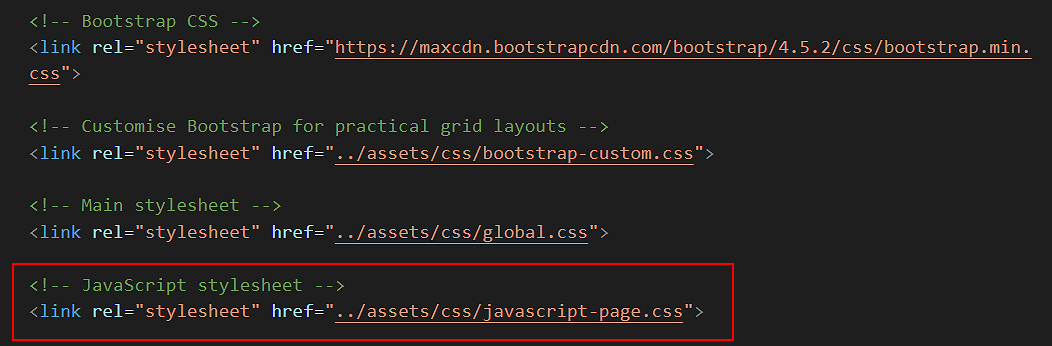 <!-- Bootstrap CSS -->
<link rel="stylesheet" href="https://maxcdn.bootstrapcdn.com/bootstrap/4.5.2/css/bootstrap.min.
css">
<!-- Customise Bootstrap for practical grid layouts -->
<link rel="stylesheet" href="../assets/css/bootstrap-custom.css">
<!-- Main stylesheet -->
<link rel="stylesheet" href="../assets/css/global.css">
<!-- JavaScript stylesheet -->
<link rel="stylesheet" href="../assets/css/javascript-page.css">